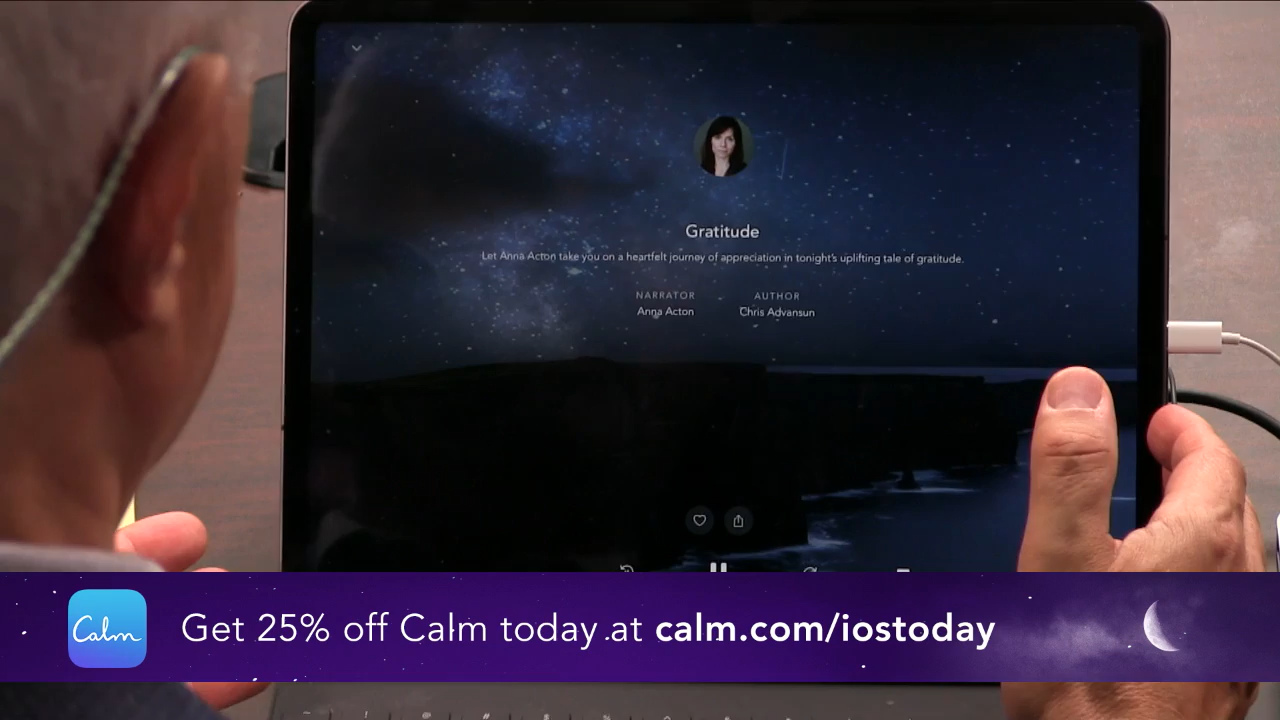 Gratitude
Let Anna Acton take you on a heartfelt journey of appreciation in tonight's uplifting tale of gratitude.
NARRATOR
AUTHOR
Anna Acton
Chris Advansun
Calm
Get 25% off Calm today at calm.com/iostoday